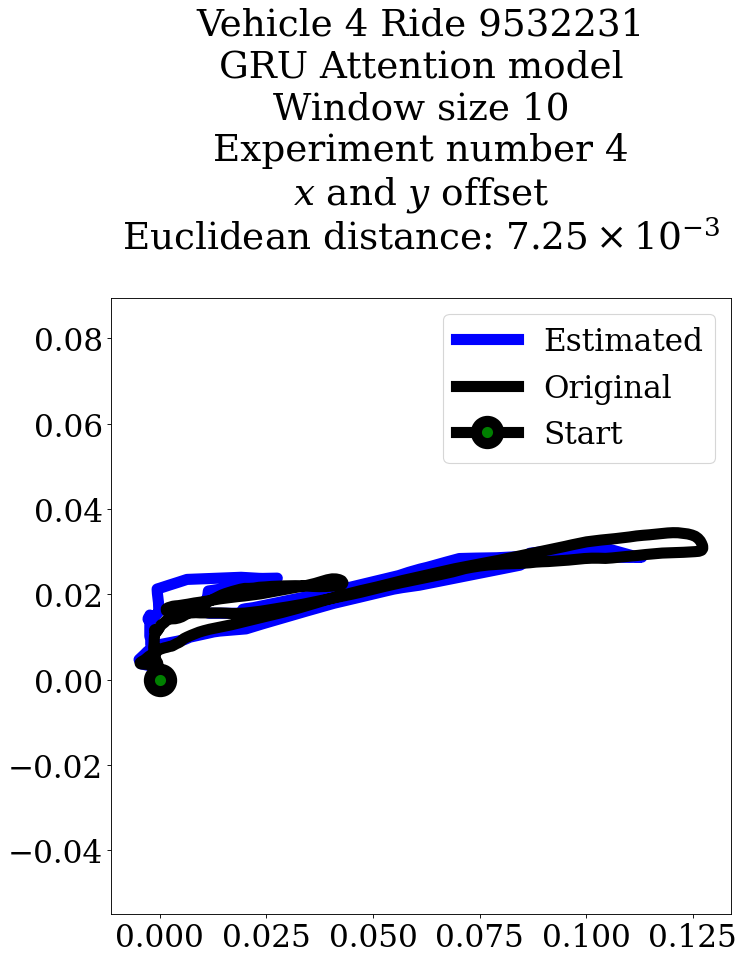 Vehicle 4 Ride 9532231
GRU Attention model
Window size 10
Experiment number 4
x and y offset
Euclidean distance: 7.25 × 10⁻³
Estimated
Original
Start
0.08
0.06
0.04
0.02
0.00
−0.02
−0.04
0.000 0.025 0.050 0.075 0.100 0.125